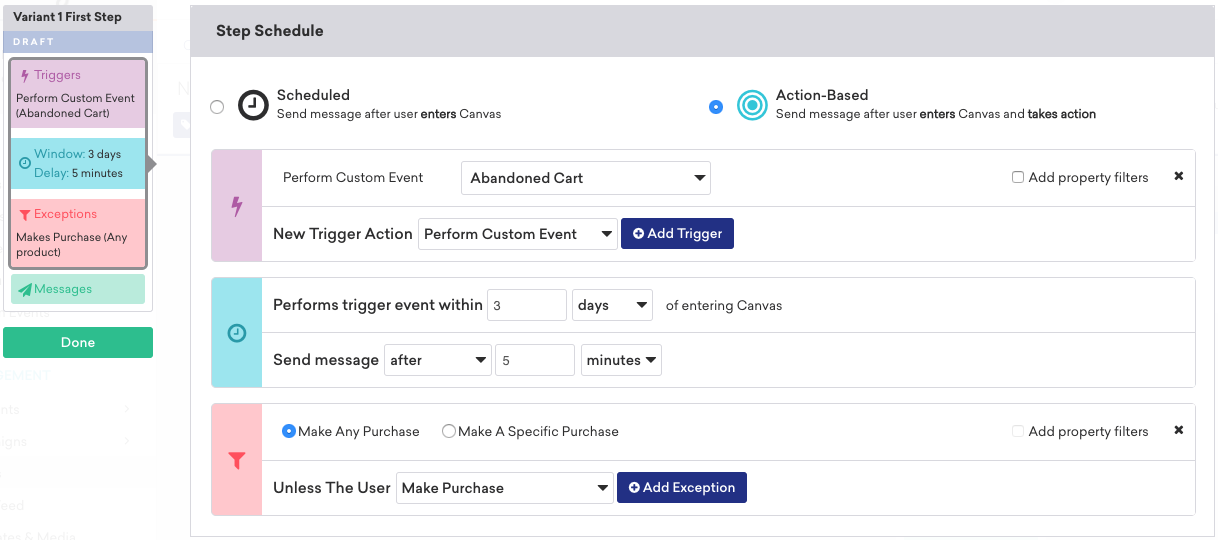 Variant 1 First Step
DRAFT
Triggers
Perform Custom Event
(Abandoned Cart)
Window: 3 days
Delay: 5 minutes
Exceptions
Makes Purchase (Any
product)
Messages
Done
Step Schedule
Scheduled
Send message after user enters Canvas
Action-Based
Send message after user enters Canvas and takes action
Perform Custom Event Abandoned Cart Add property filters
New Trigger Action Perform Custom Event Add Trigger
Performs trigger event within 3 days of entering Canvas
Send message after 5 minutes
Make Any Purchase Make A Specific Purchase Add property filters
Unless The User Make Purchase Add Exception